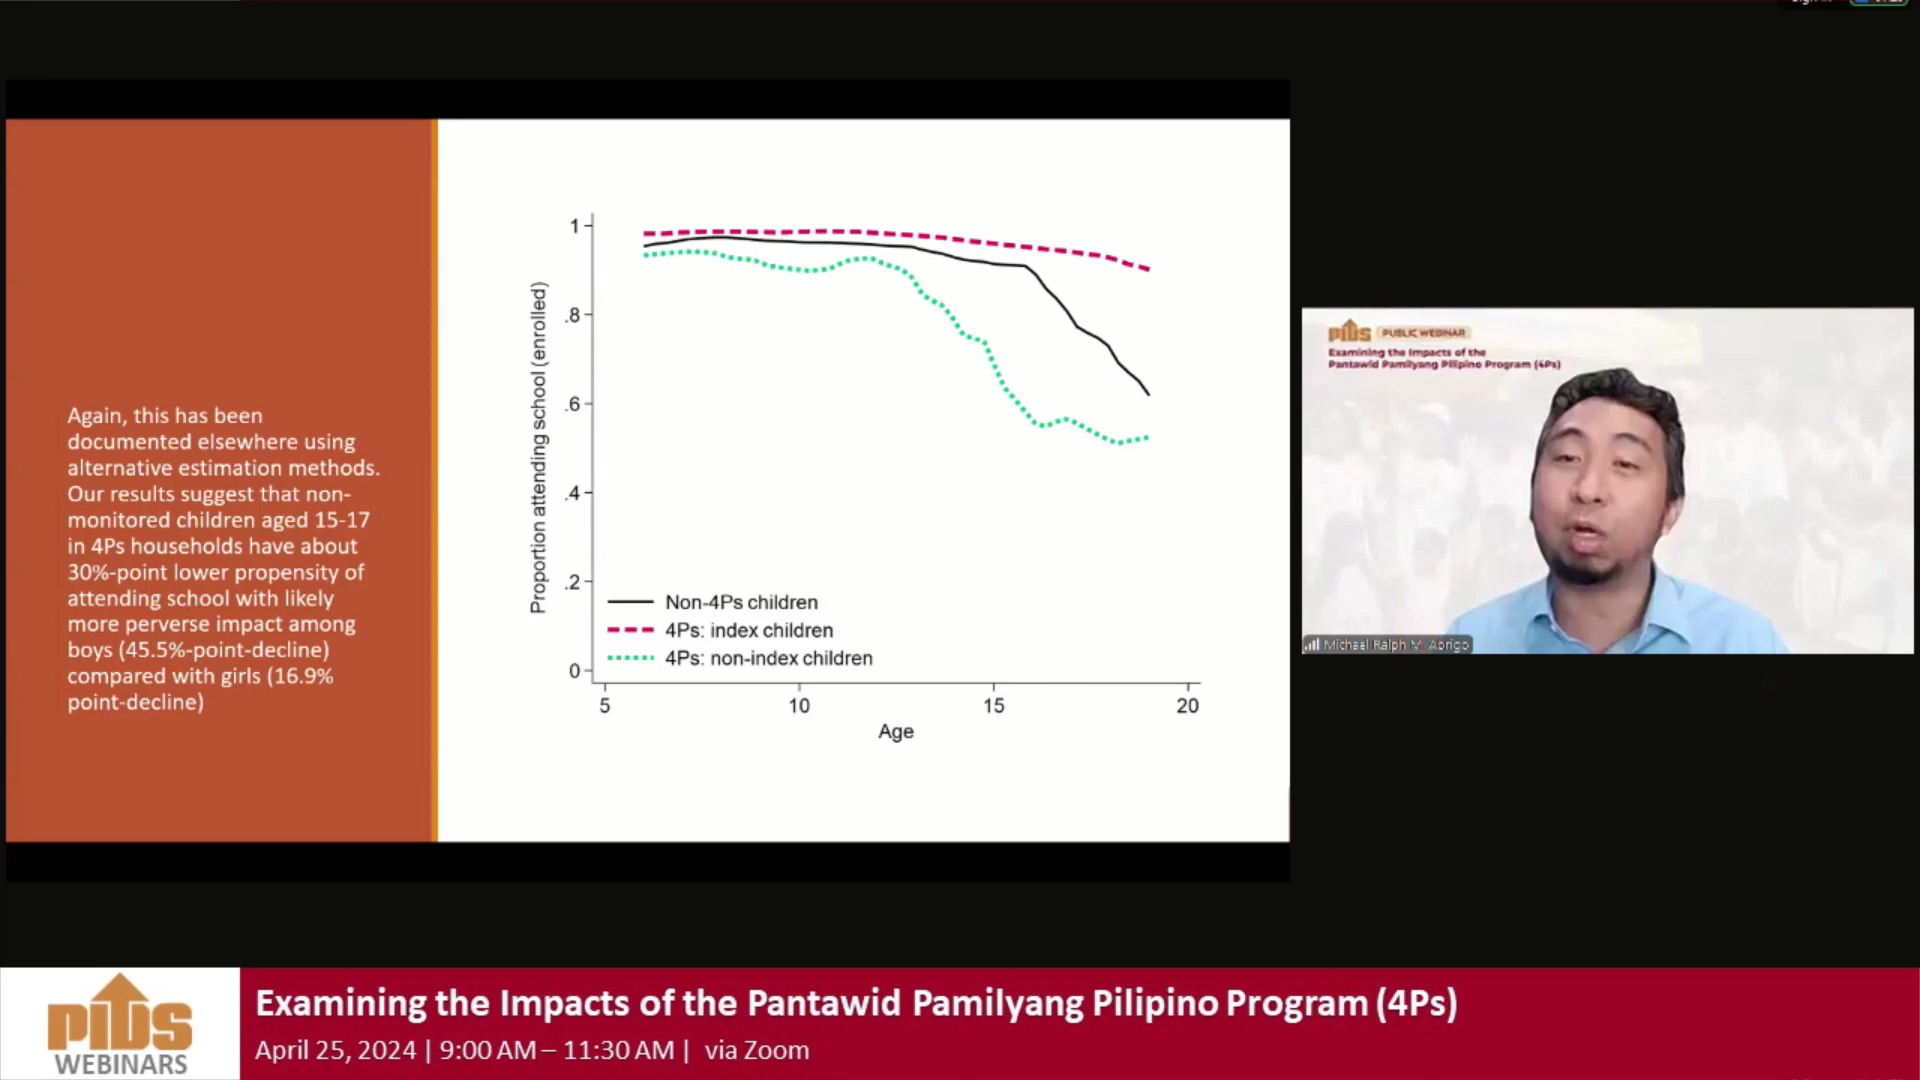 Again, this has been
documented elsewhere using
alternative estimation methods.
Our results suggest that non-
monitored children aged 15-17
in 4Ps households have about
30%-point lower propensity of
attending school with likely
more perverse impact among
boys (45.5%-point-decline)
compared with girls (16.9%
point-decline)
Proportion attending school (enrolled)
1
.8
.6
.4
.2
0
Non-4Ps children
4Ps: index children
4Ps: non-index children
5 10 15 20
Age
PIDS PUBLIC WEBINAR
Examining the Impacts of the
Pantawid Pamilyang Pilipino Program (4Ps)
Michael Ralph M. Abrigo
PIDS
WEBINARS
Examining the Impacts of the Pantawid Pamilyang Pilipino Program (4Ps)
April 25, 2024 | 9:00 AM – 11:30 AM | via Zoom